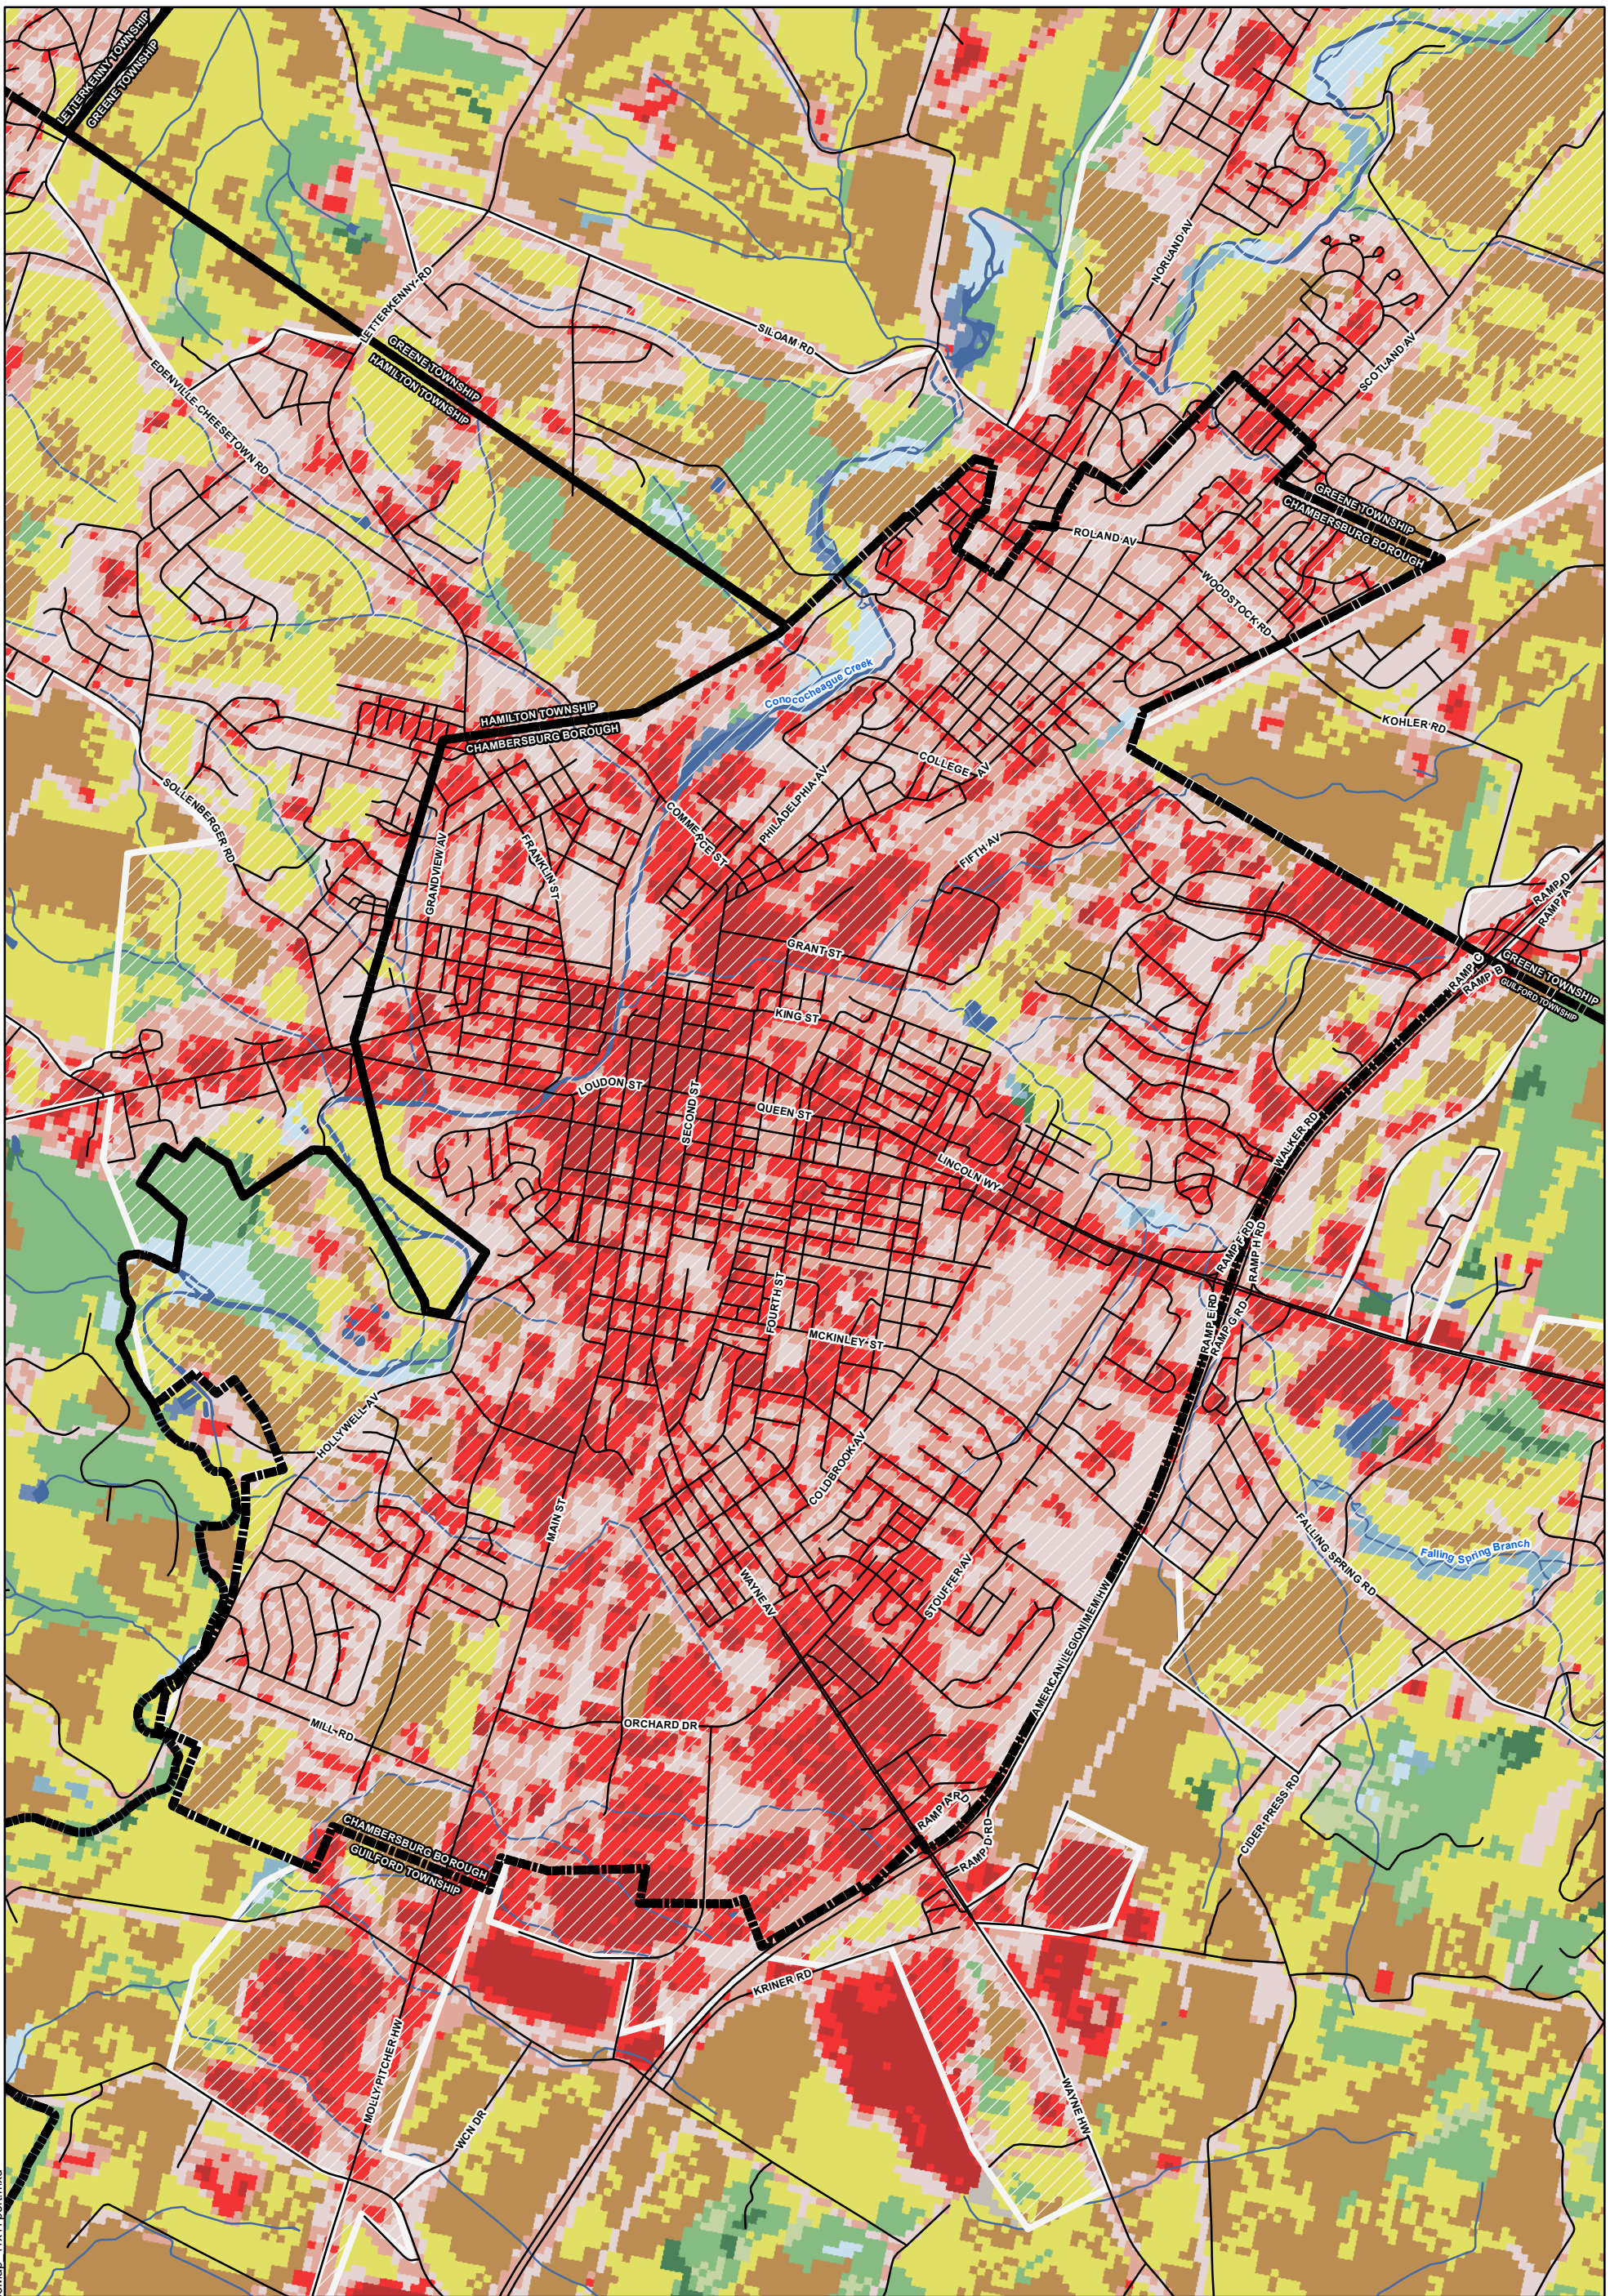 LETTERKENNY TOWNSHIP
GREENE TOWNSHIP
NORLAND AV
LETTERKENNY RD
SILOAM RD
GREENE TOWNSHIP
HAMILTON TOWNSHIP
EDENVILLE-CHEESETOWN RD
SCOTLAND AV
GREENE TOWNSHIP
CHAMBERSBURG BOROUGH
ROLAND AV
WOODSTOCK RD
Conococheague Creek
HAMILTON TOWNSHIP
CHAMBERSBURG BOROUGH
KOHLER RD
COLLEGE AV
SOLLENBERGER RD
PHILADELPHIA AV
COMMERCE ST
FIFTH AV
GRANDVIEW AV
FRANKLIN ST
RAMP D
RAMP A
GRANT ST
RAMP C
RAMP B
GREENE TOWNSHIP
GUILFORD TOWNSHIP
KING ST
LOUDON ST
SECOND ST
QUEEN ST
WALKER RD
LINCOLN WY
RAMP F RD
RAMP H RD
FOURTH ST
MCKINLEY ST
RAMP E RD
RAMP G RD
HOLLYWELL AV
COLDBROOK AV
MAIN ST
FALLING SPRING RD
Falling Spring Branch
WAYNE AV
STOUFFER AV
AMERICAN LEGION MEM HW
ORCHARD DR
MILL RD
CIDER PRESS RD
RAMP A RD
RAMP D RD
CHAMBERSBURG BOROUGH
GUILFORD TOWNSHIP
KRINER RD
MOLLY PITCHER HW
WCN DR
WAYNE HW